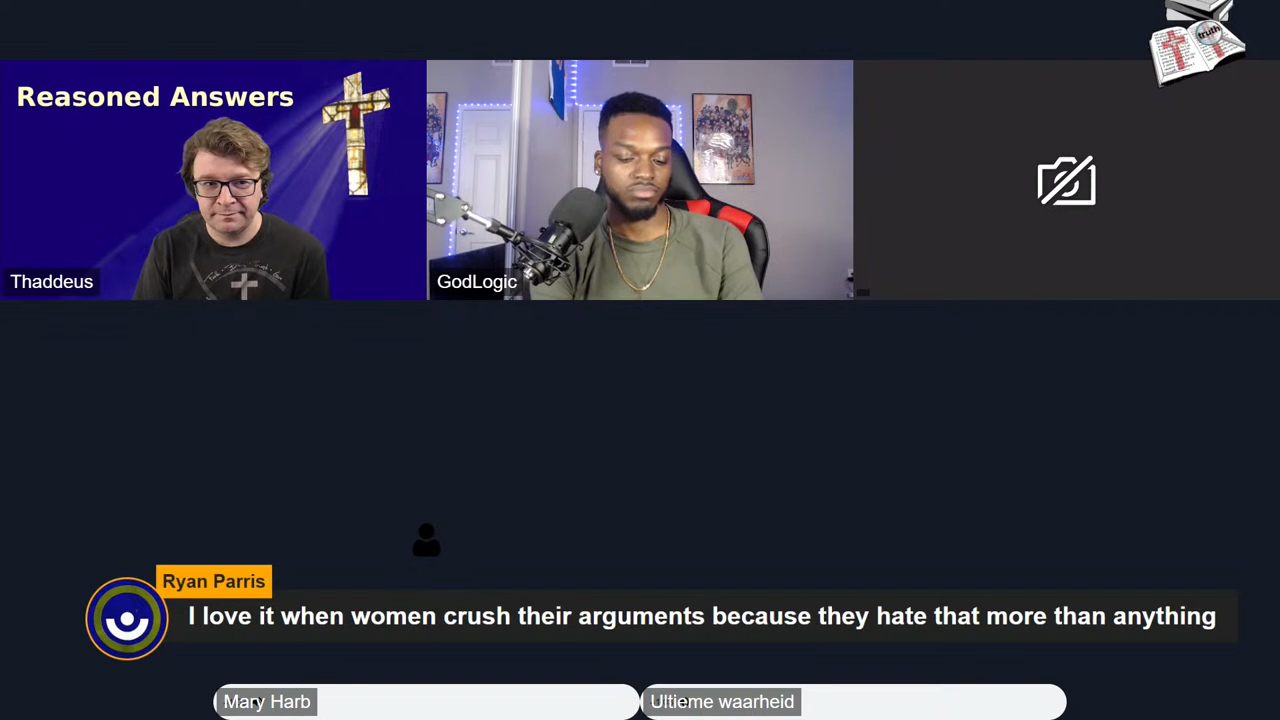 truth
Reasoned Answers
Thaddeus
GodLogic
Ryan Parris
I love it when women crush their arguments because they hate that more than anything
Mary Harb
Ultieme waarheid